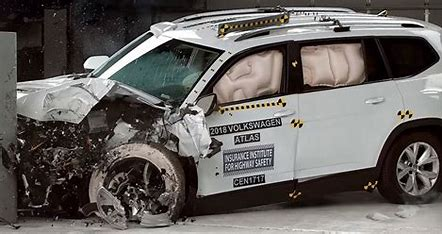 2018 VOLKSWAGEN
ATLAS
INSURANCE INSTITUTE
FOR HIGHWAY SAFETY
CEN1717